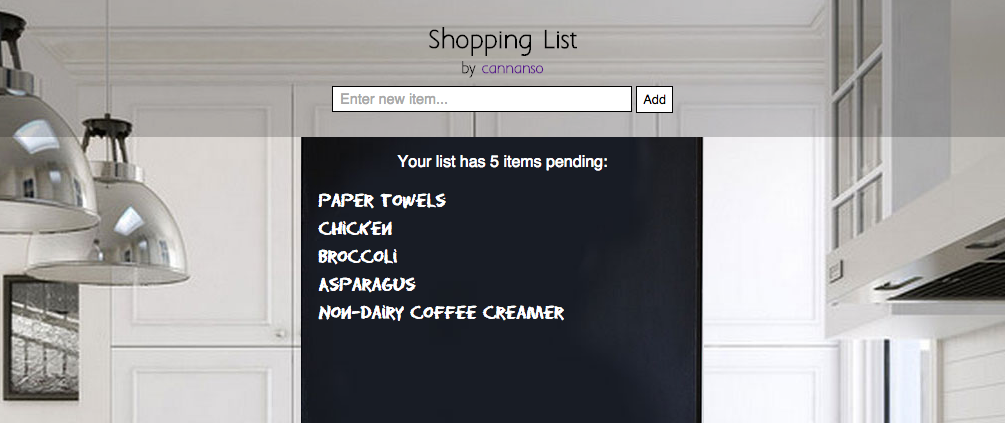 Shopping List
by cannanso
Enter new item...
Add
Your list has 5 items pending:
PAPER TOWELS
CHiCKEN
BROCCOLi
ASPARAGUS
NON-DAiRY COFFEE CREAMER